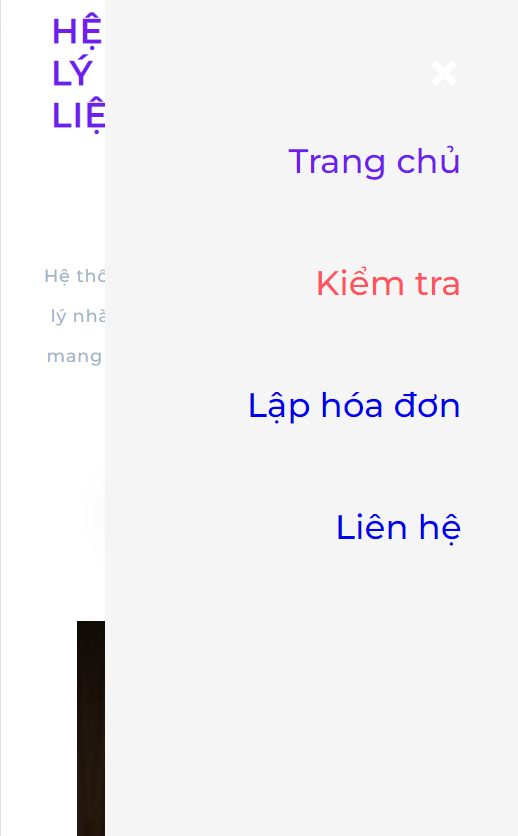 HỆ
LÝ
LIỆ
Trang chủ
Hệ thố
Kiểm tra
lý nhà
mang
Lập hóa đơn
Liên hệ